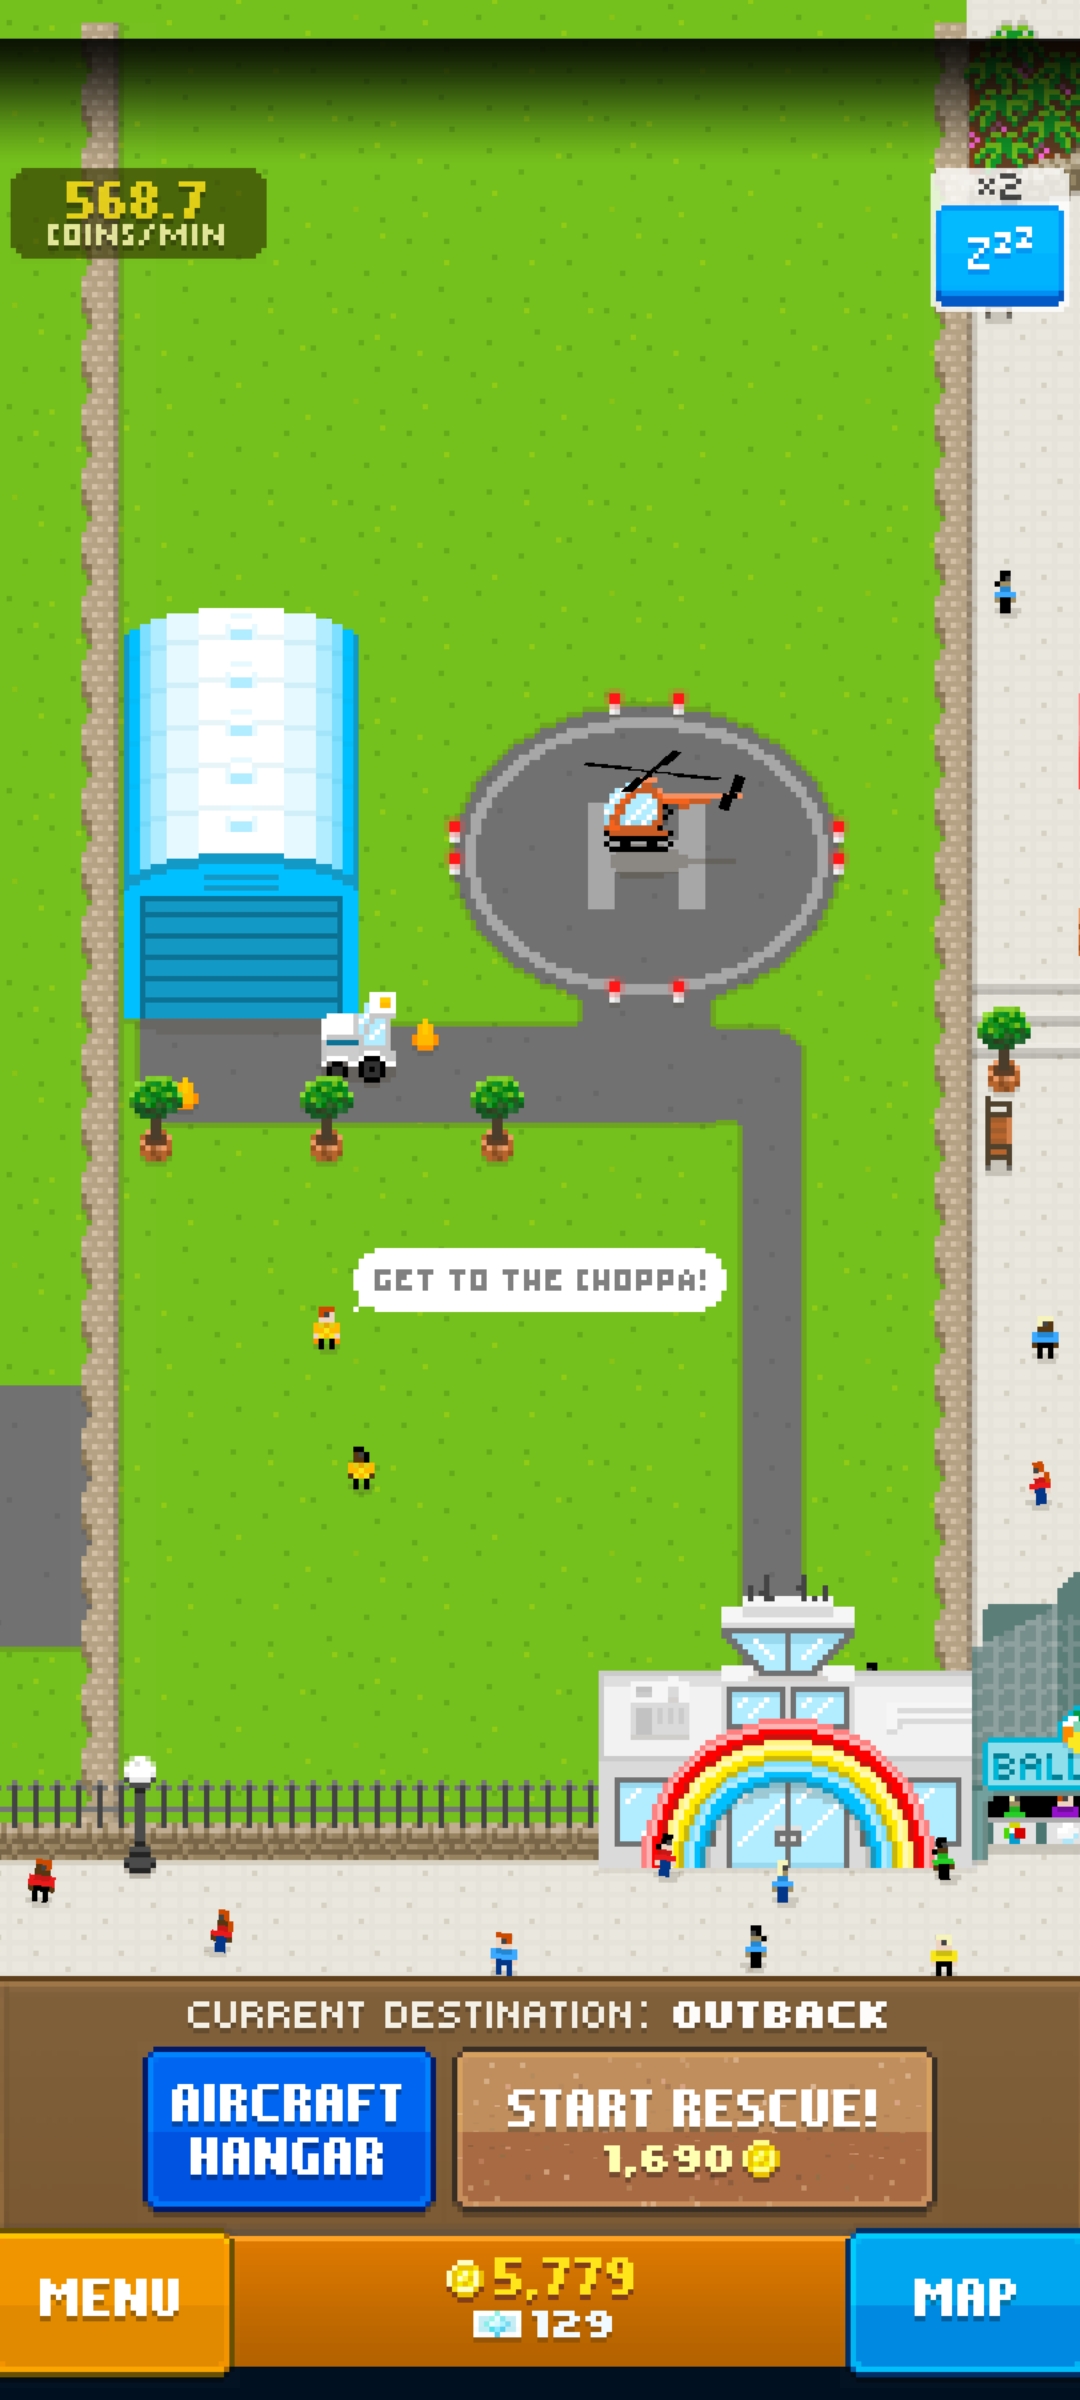 568.7
COINS/MIN
x2
zzz
GET TO THE CHOPPA!
BALL
H
CURRENT DESTINATION: OUTBACK
AIRCRAFT
HANGAR
START RESCUE!
1,690
MENU
5,779
129
MAP